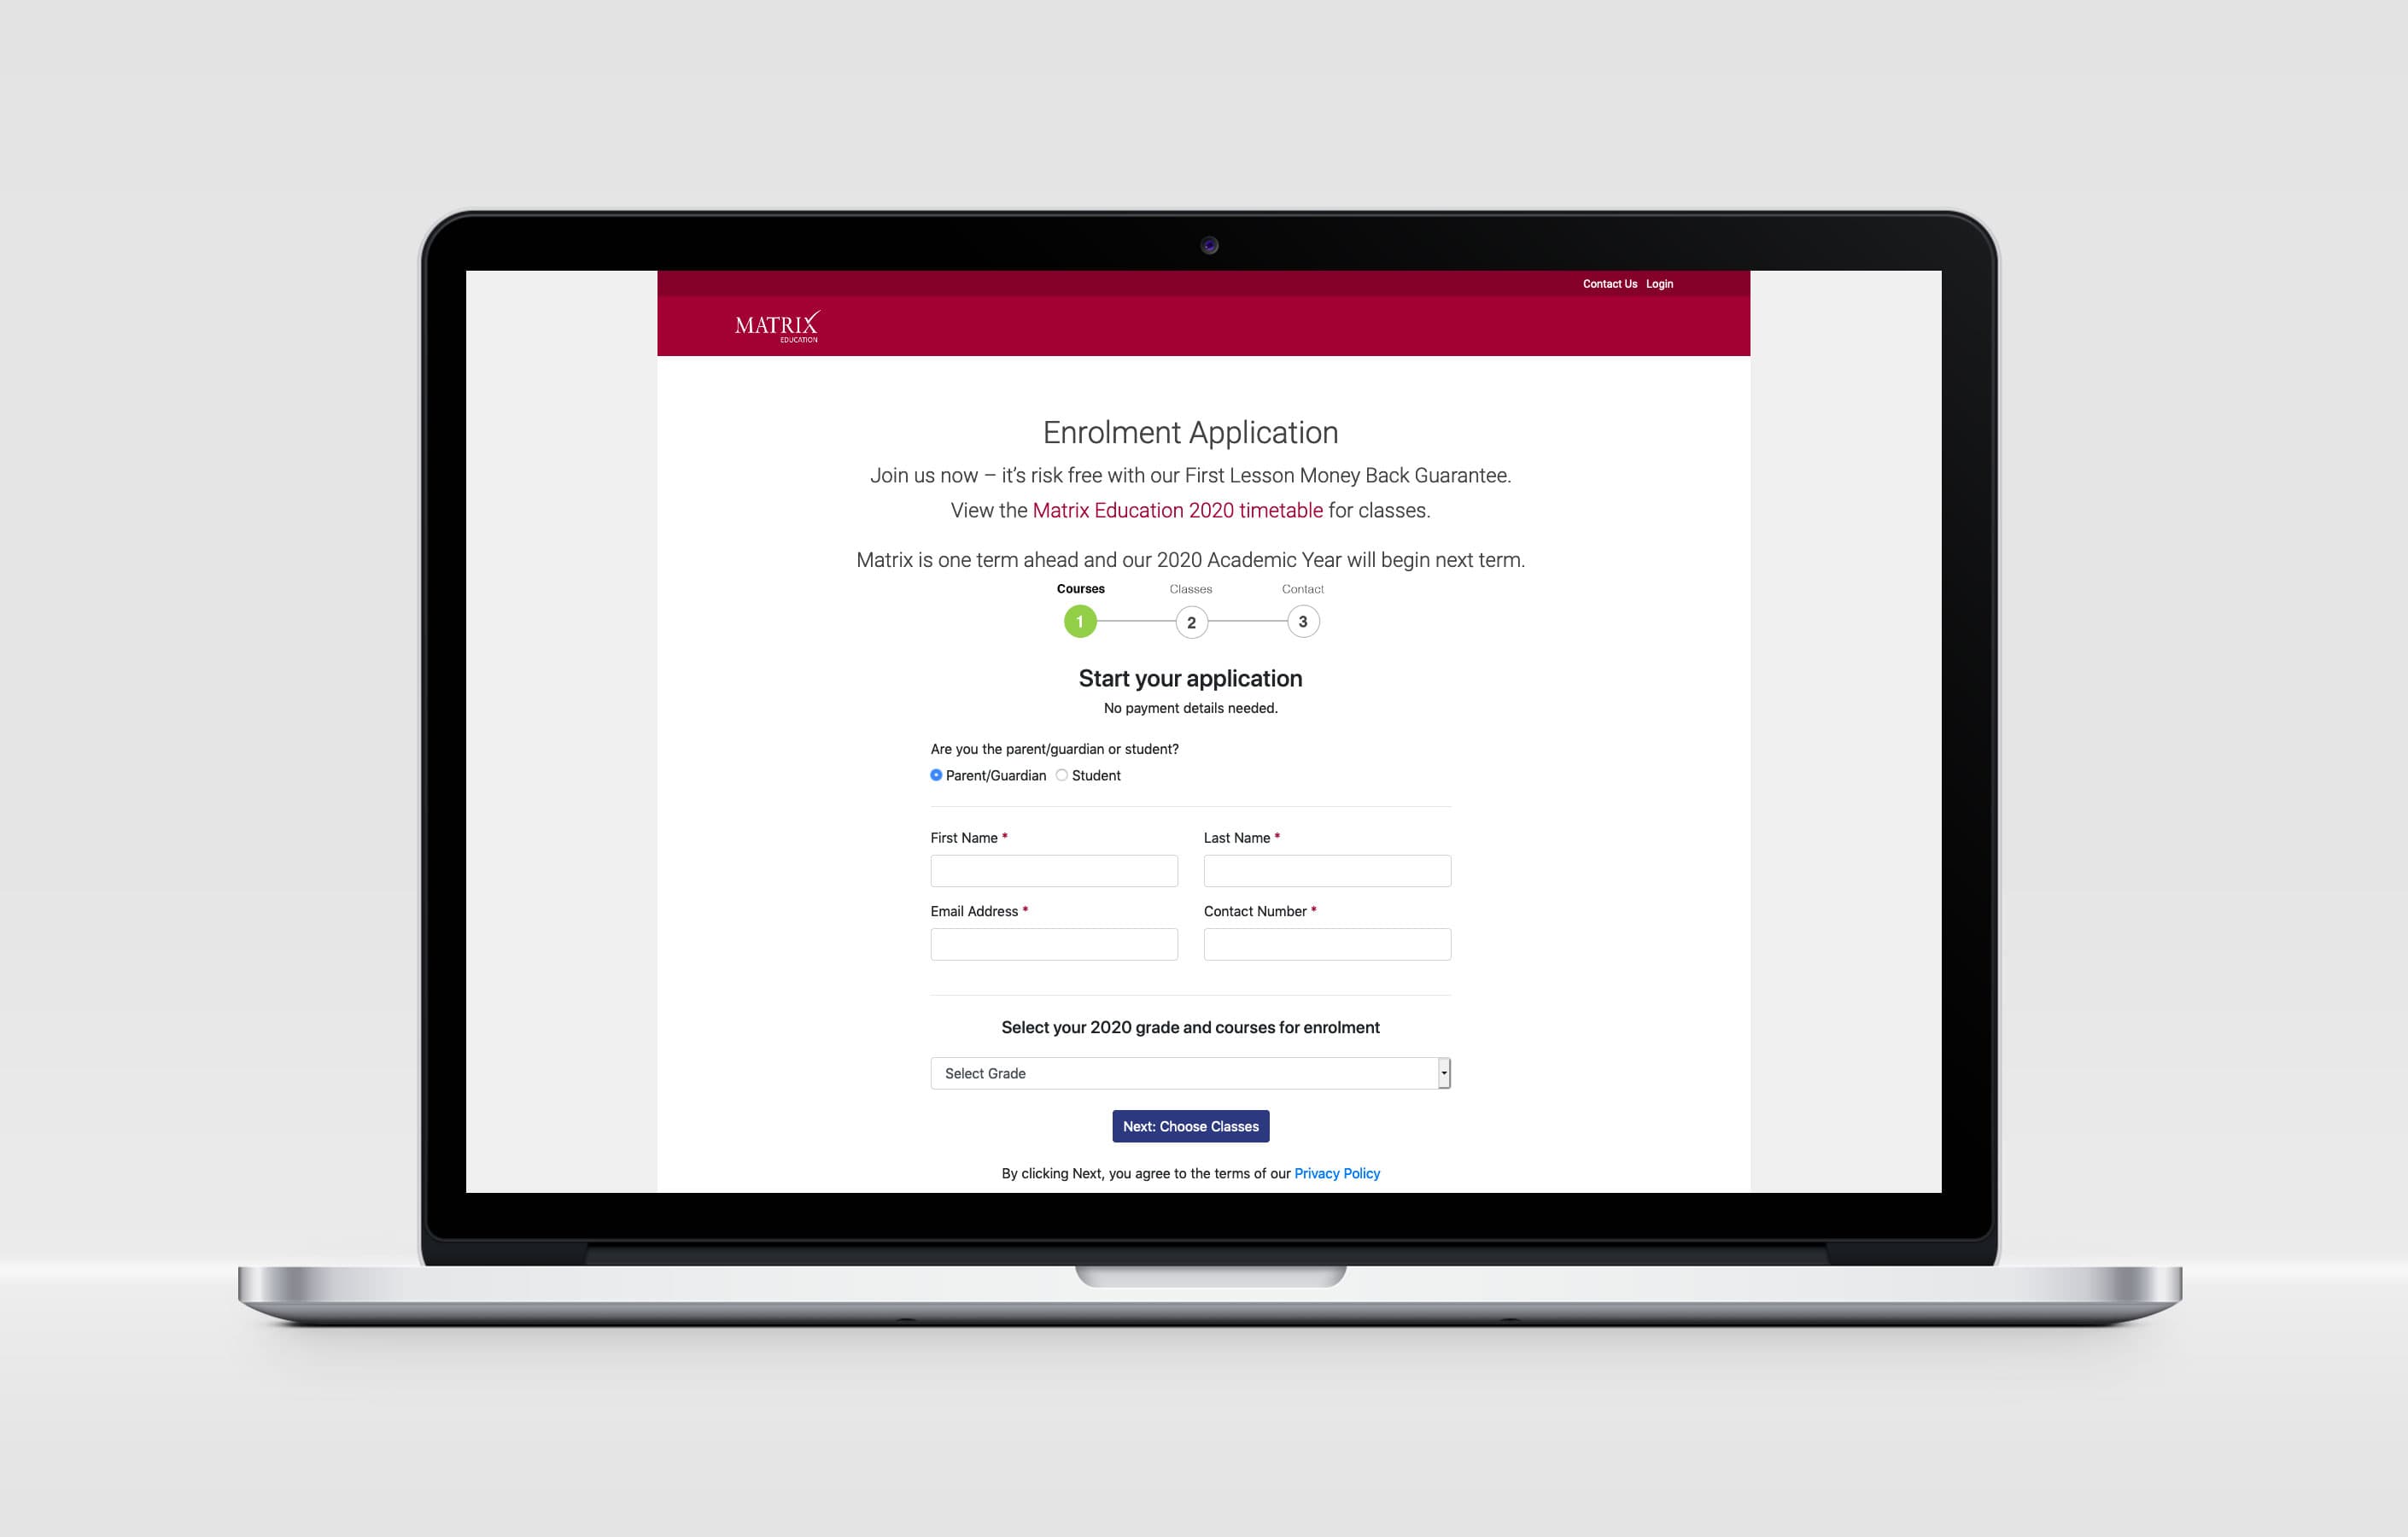 Contact Us Login
MATRIX
EDUCATION
Enrolment Application
Join us now – it's risk free with our First Lesson Money Back Guarantee.
View the Matrix Education 2020 timetable for classes.
Matrix is one term ahead and our 2020 Academic Year will begin next term.
Courses Classes Contact
1 2 3
Start your application
No payment details needed.
Are you the parent/guardian or student?
Parent/Guardian Student
First Name * Last Name *
Email Address * Contact Number *
Select your 2020 grade and courses for enrolment
Select Grade
Next: Choose Classes
By clicking Next, you agree to the terms of our Privacy Policy